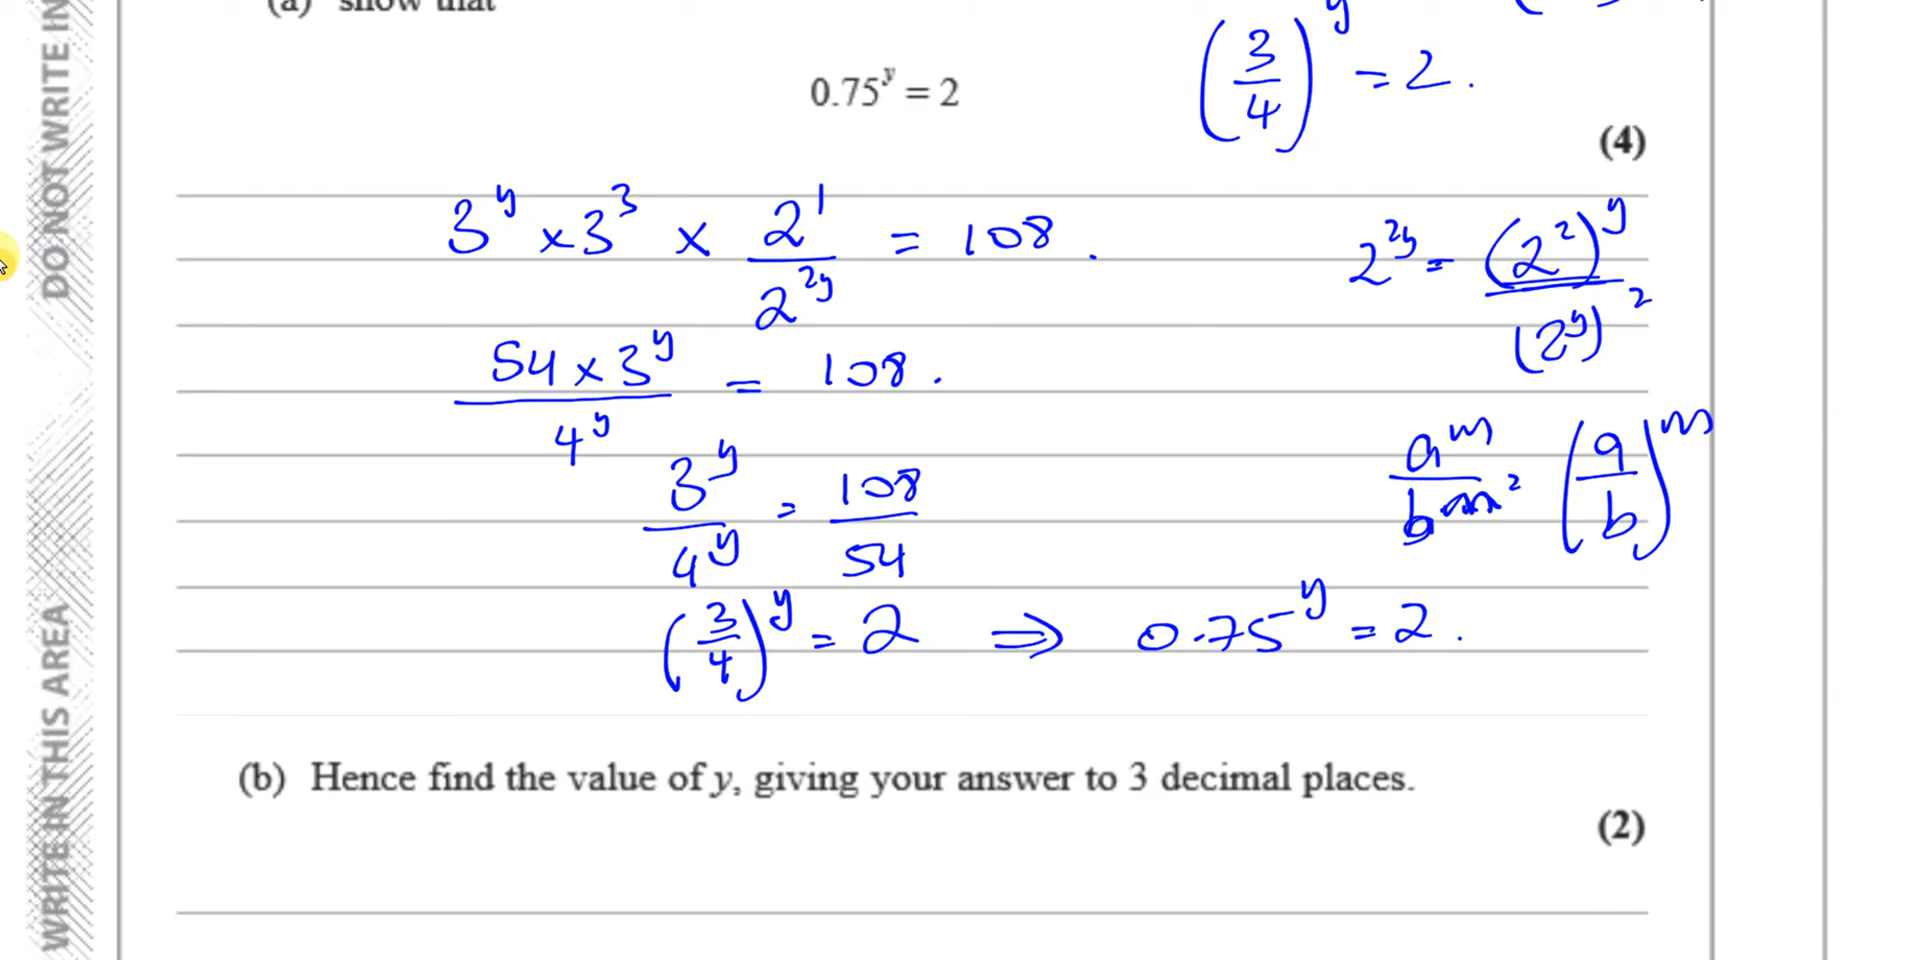 (a) show that
0.75^y = 2
(3/4)^y = 2.
(4)
3^y × 3^3 × 2^1/2^{2y} = 108.
2^{2y} = (2^2)^y
(2^y)^2
54 × 3^y / 4^y = 108.
3^y/4^y = 108/54
a^m/b^m = (a/b)^m
(3/4)^y = 2 ⇒ 0.75^y = 2.
(b) Hence find the value of y, giving your answer to 3 decimal places.
(2)
DO NOT WRITE IN
WRITE IN THIS AREA